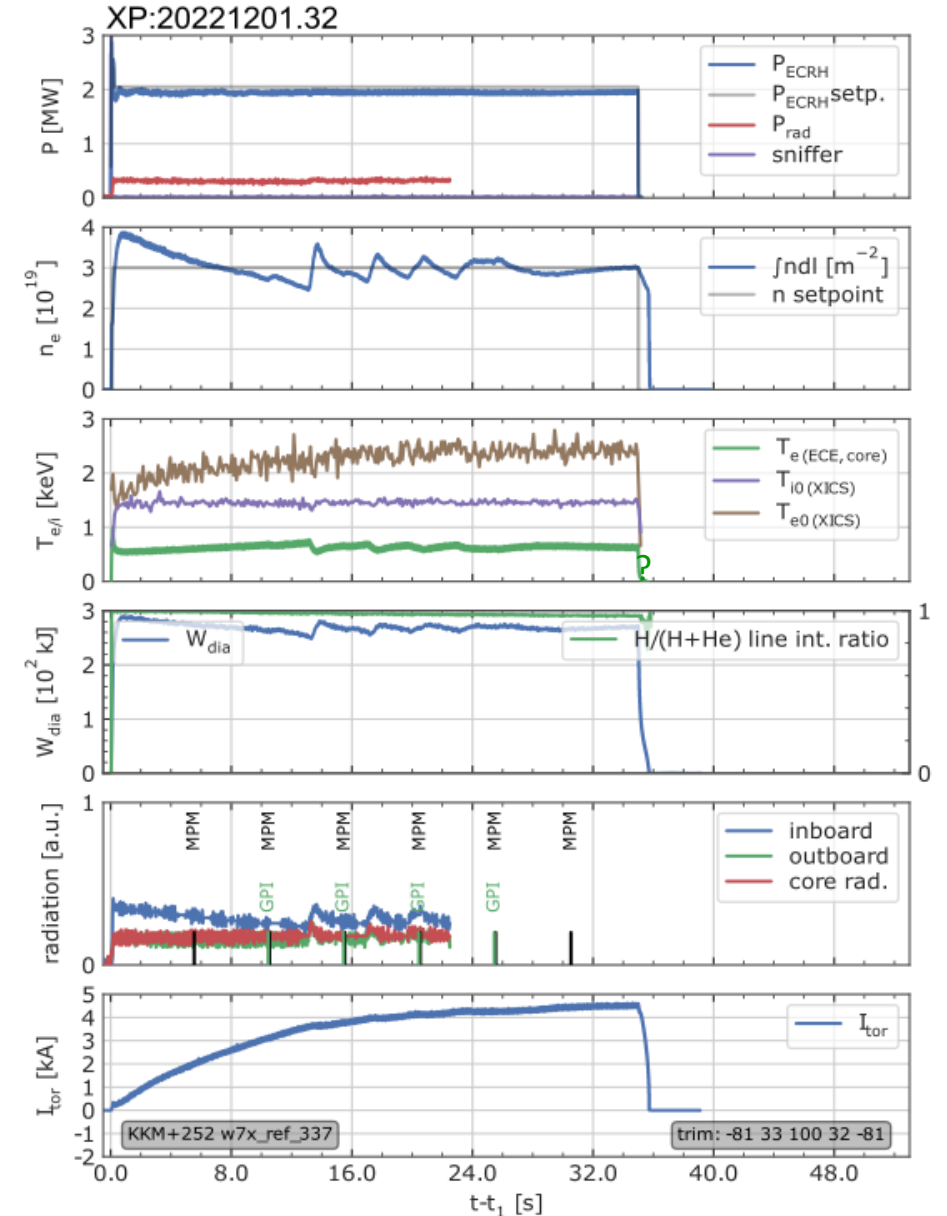 XP:20221201.32
P [MW]
3
2
1
0
P_ECRH
P_ECRH setp.
P_rad
sniffer
n_e [10^19]
4
3
2
1
0
∫ndl [m^−2]
n setpoint
T_e/i [keV]
3
2
1
0
T_e (ECE, core)
T_i0 (XICS)
T_e0 (XICS)
?
W_dia [10^2 kJ]
3
2
1
0
W_dia
H/(H+He) line int. ratio
1
0
radiation [a.u.]
1
0
MPM
MPM
MPM
MPM
MPM
MPM
GPI
GPI
GPI
GPI
inboard
outboard
core rad.
I_tor [kA]
5
4
3
2
1
0
-1
-2
I_tor
KKM+252 w7x_ref_337
trim: -81 33 100 32 -81
0.0 8.0 16.0 24.0 32.0 40.0 48.0
t-t_1 [s]